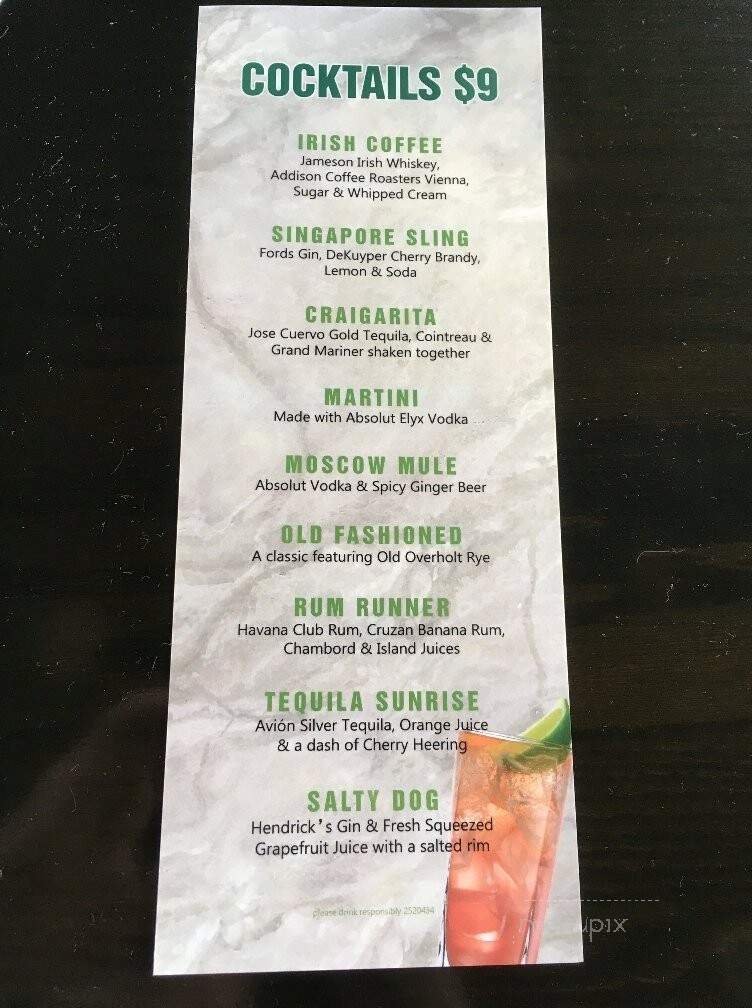 COCKTAILS $9
IRISH COFFEE
Jameson Irish Whiskey,
Addison Coffee Roasters Vienna,
Sugar & Whipped Cream
SINGAPORE SLING
Fords Gin, DeKuyper Cherry Brandy,
Lemon & Soda
CRAIGARITA
Jose Cuervo Gold Tequila, Cointreau &
Grand Mariner shaken together
MARTINI
Made with Absolut Elyx Vodka
MOSCOW MULE
Absolut Vodka & Spicy Ginger Beer
OLD FASHIONED
A classic featuring Old Overholt Rye
RUM RUNNER
Havana Club Rum, Cruzan Banana Rum,
Chambord & Island Juices
TEQUILA SUNRISE
Avión Silver Tequila, Orange Juice
& a dash of Cherry Heering
SALTY DOG
Hendrick's Gin & Fresh Squeezed
Grapefruit Juice with a salted rim
please drink responsibly 2520434